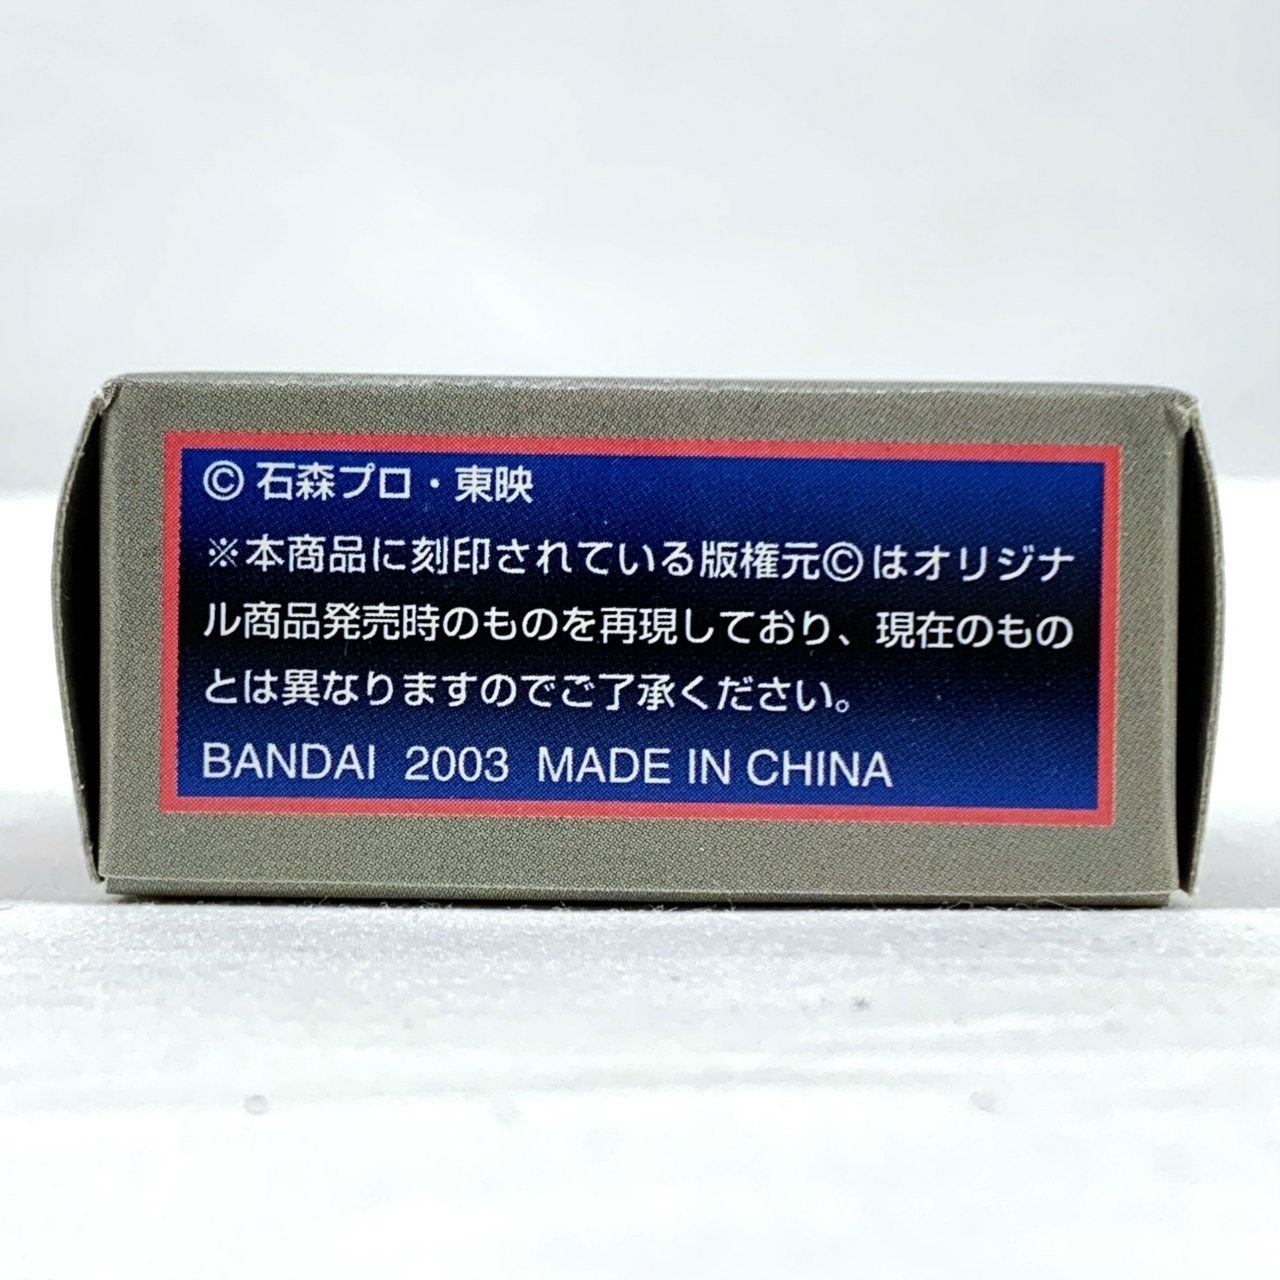 © 石森プロ・東映
※本商品に刻印されている版権元©はオリジナ
ル商品発売時のものを再現しており、現在のもの
とは異なりますのでご了承ください。
BANDAI 2003 MADE IN CHINA